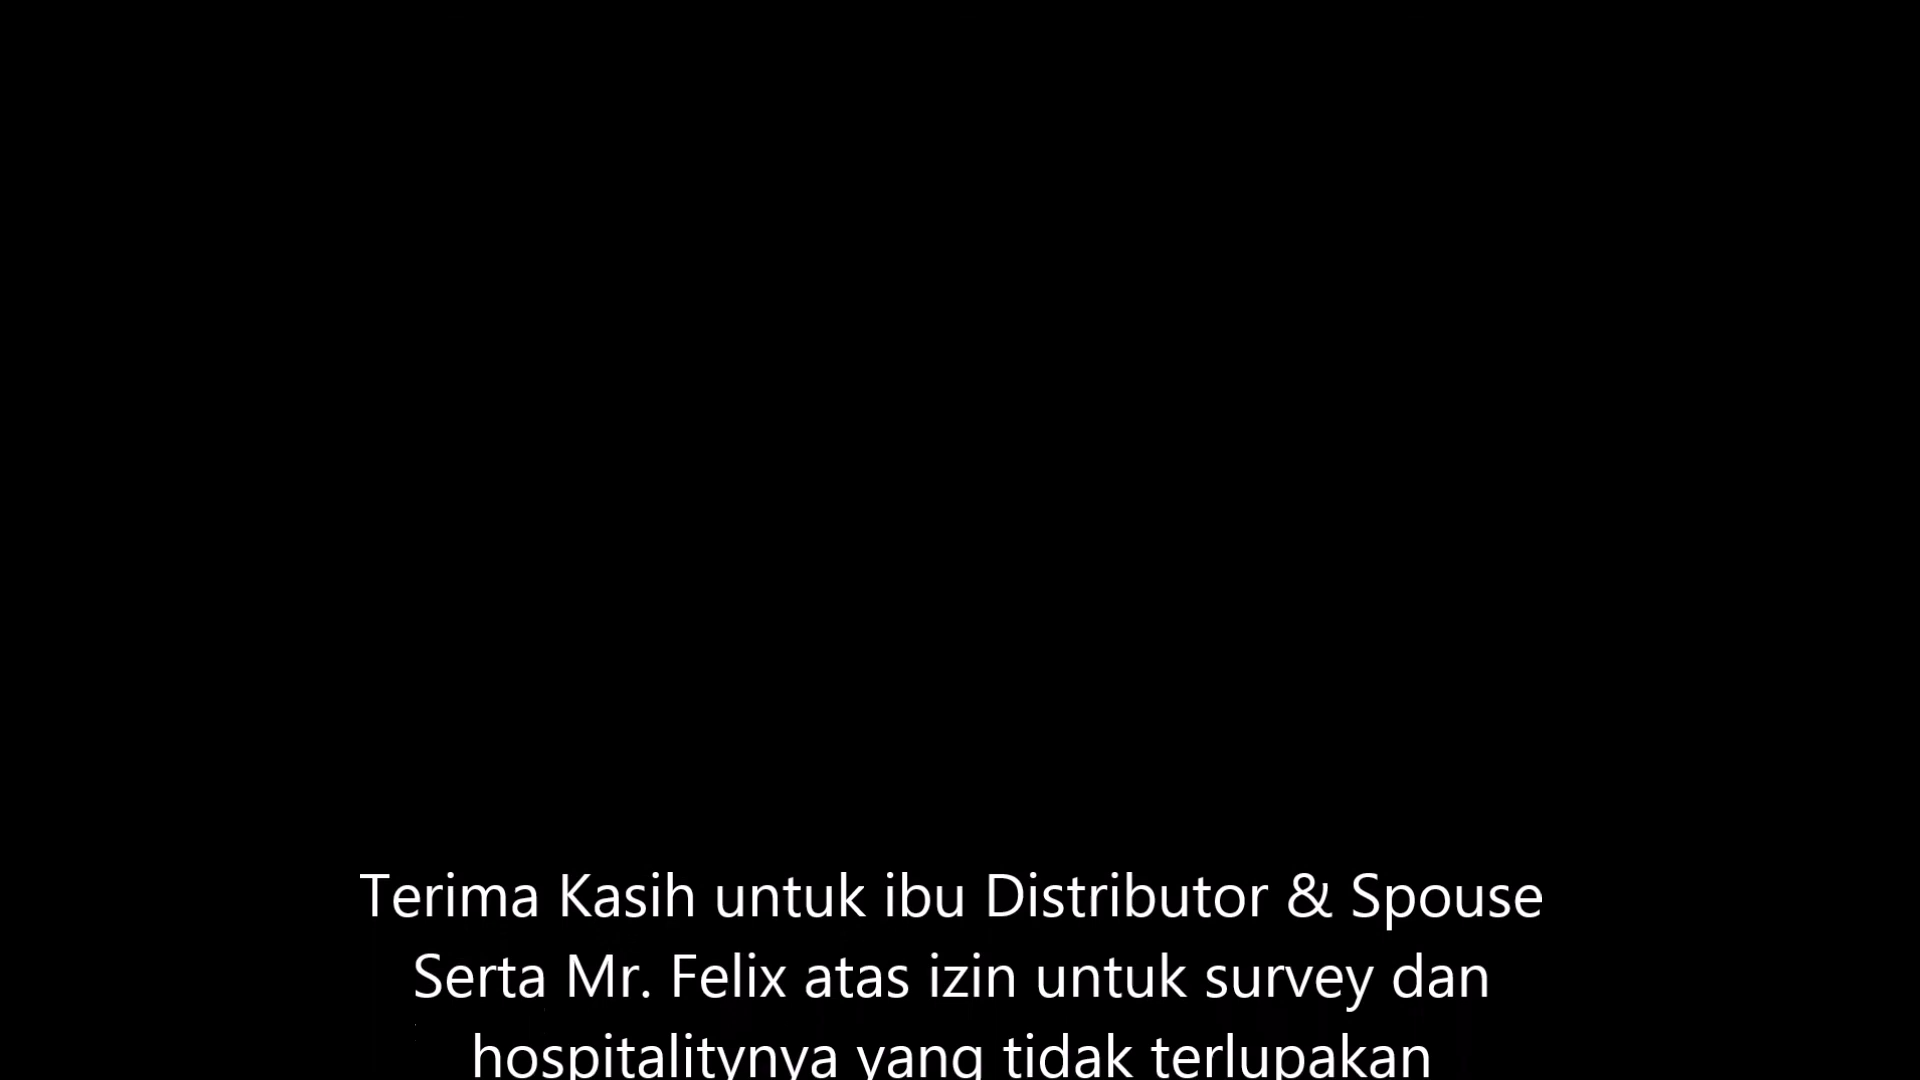 Terima Kasih untuk ibu Distributor & Spouse
Serta Mr. Felix atas izin untuk survey dan
hospitalitynya yang tidak terlupakan